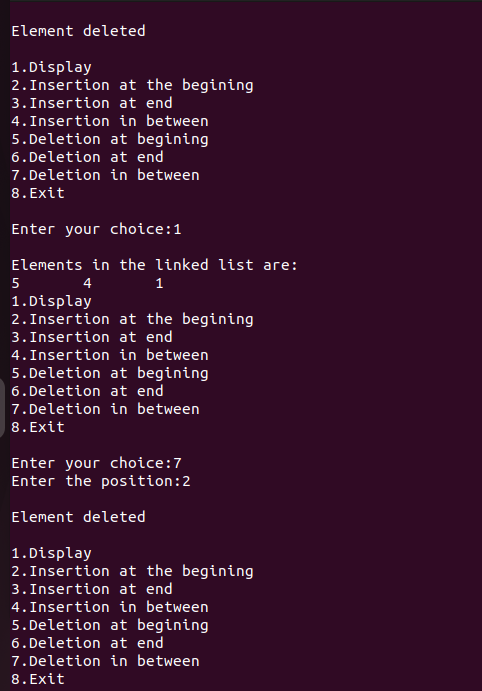 Element deleted
1.Display
2.Insertion at the begining
3.Insertion at end
4.Insertion in between
5.Deletion at begining
6.Deletion at end
7.Deletion in between
8.Exit
Enter your choice:1
Elements in the linked list are:
5 4 1
1.Display
2.Insertion at the begining
3.Insertion at end
4.Insertion in between
5.Deletion at begining
6.Deletion at end
7.Deletion in between
8.Exit
Enter your choice:7
Enter the position:2
Element deleted
1.Display
2.Insertion at the begining
3.Insertion at end
4.Insertion in between
5.Deletion at begining
6.Deletion at end
7.Deletion in between
8.Exit